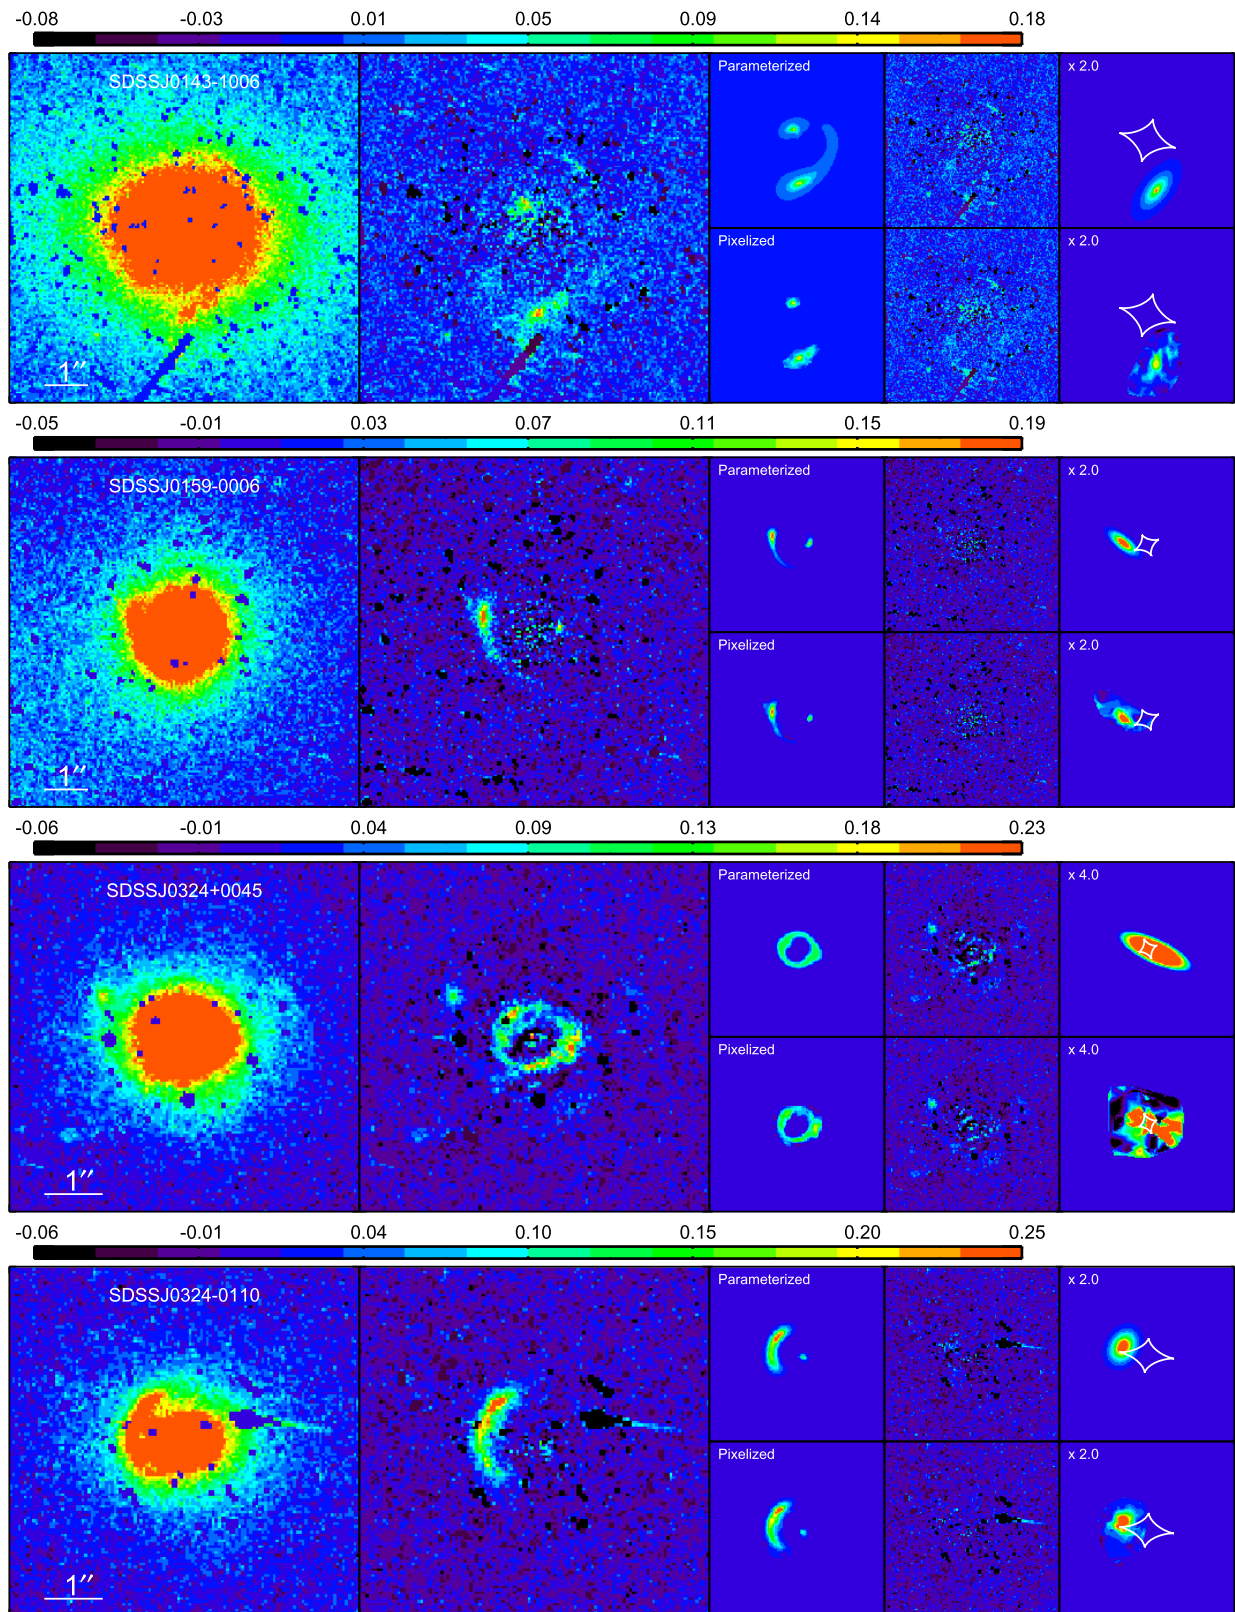 -0.08 -0.03 0.01 0.05 0.09 0.14 0.18
SDSSJ0143-1006
1″
Parameterized
x 2.0
Pixelized
x 2.0
-0.05 -0.01 0.03 0.07 0.11 0.15 0.19
SDSSJ0159-0006
1″
Parameterized
x 2.0
Pixelized
x 2.0
-0.06 -0.01 0.04 0.09 0.13 0.18 0.23
SDSSJ0324+0045
1″
Parameterized
x 4.0
Pixelized
x 4.0
-0.06 -0.01 0.04 0.10 0.15 0.20 0.25
SDSSJ0324-0110
1″
Parameterized
x 2.0
Pixelized
x 2.0